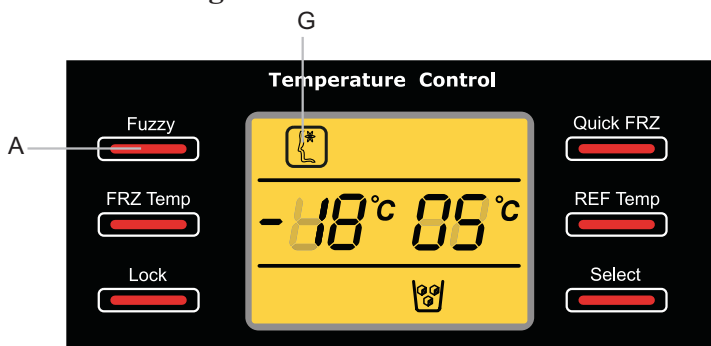 G
Temperature Control
A
Fuzzy
Quick FRZ
FRZ Temp
-18°C 05°C
REF Temp
Lock
Select